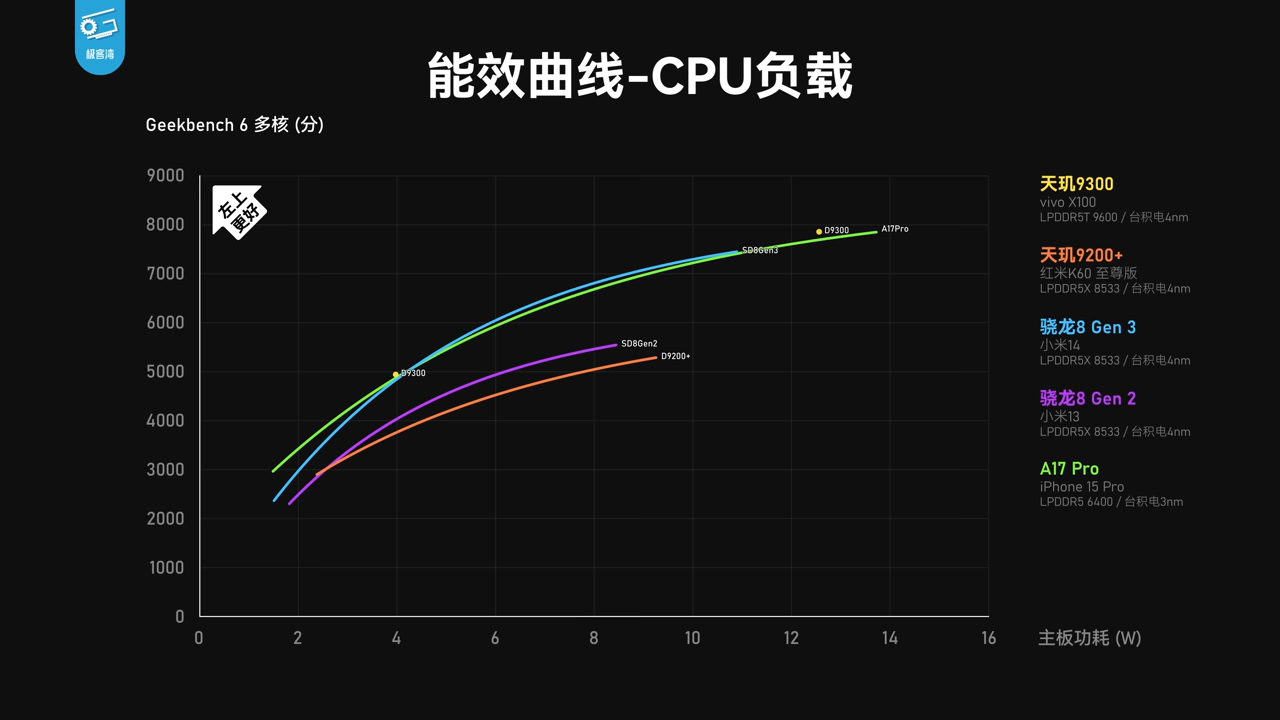 极客湾
能效曲线-CPU负载
Geekbench 6 多核 (分)
9000
8000
7000
6000
5000
4000
3000
2000
1000
0
0 2 4 6 8 10 12 14 16
主板功耗 (W)
左上
更好
D9300
A17Pro
SD8Gen3
D9300
SD8Gen2
D9200+
天玑9300
vivo X100
LPDDR5T 9600 / 台积电4nm
天玑9200+
红米K60 至尊版
LPDDR5X 8533 / 台积电4nm
骁龙8 Gen 3
小米14
LPDDR5X 8533 / 台积电4nm
骁龙8 Gen 2
小米13
LPDDR5X 8533 / 台积电4nm
A17 Pro
iPhone 15 Pro
LPDDR5 6400 / 台积电3nm